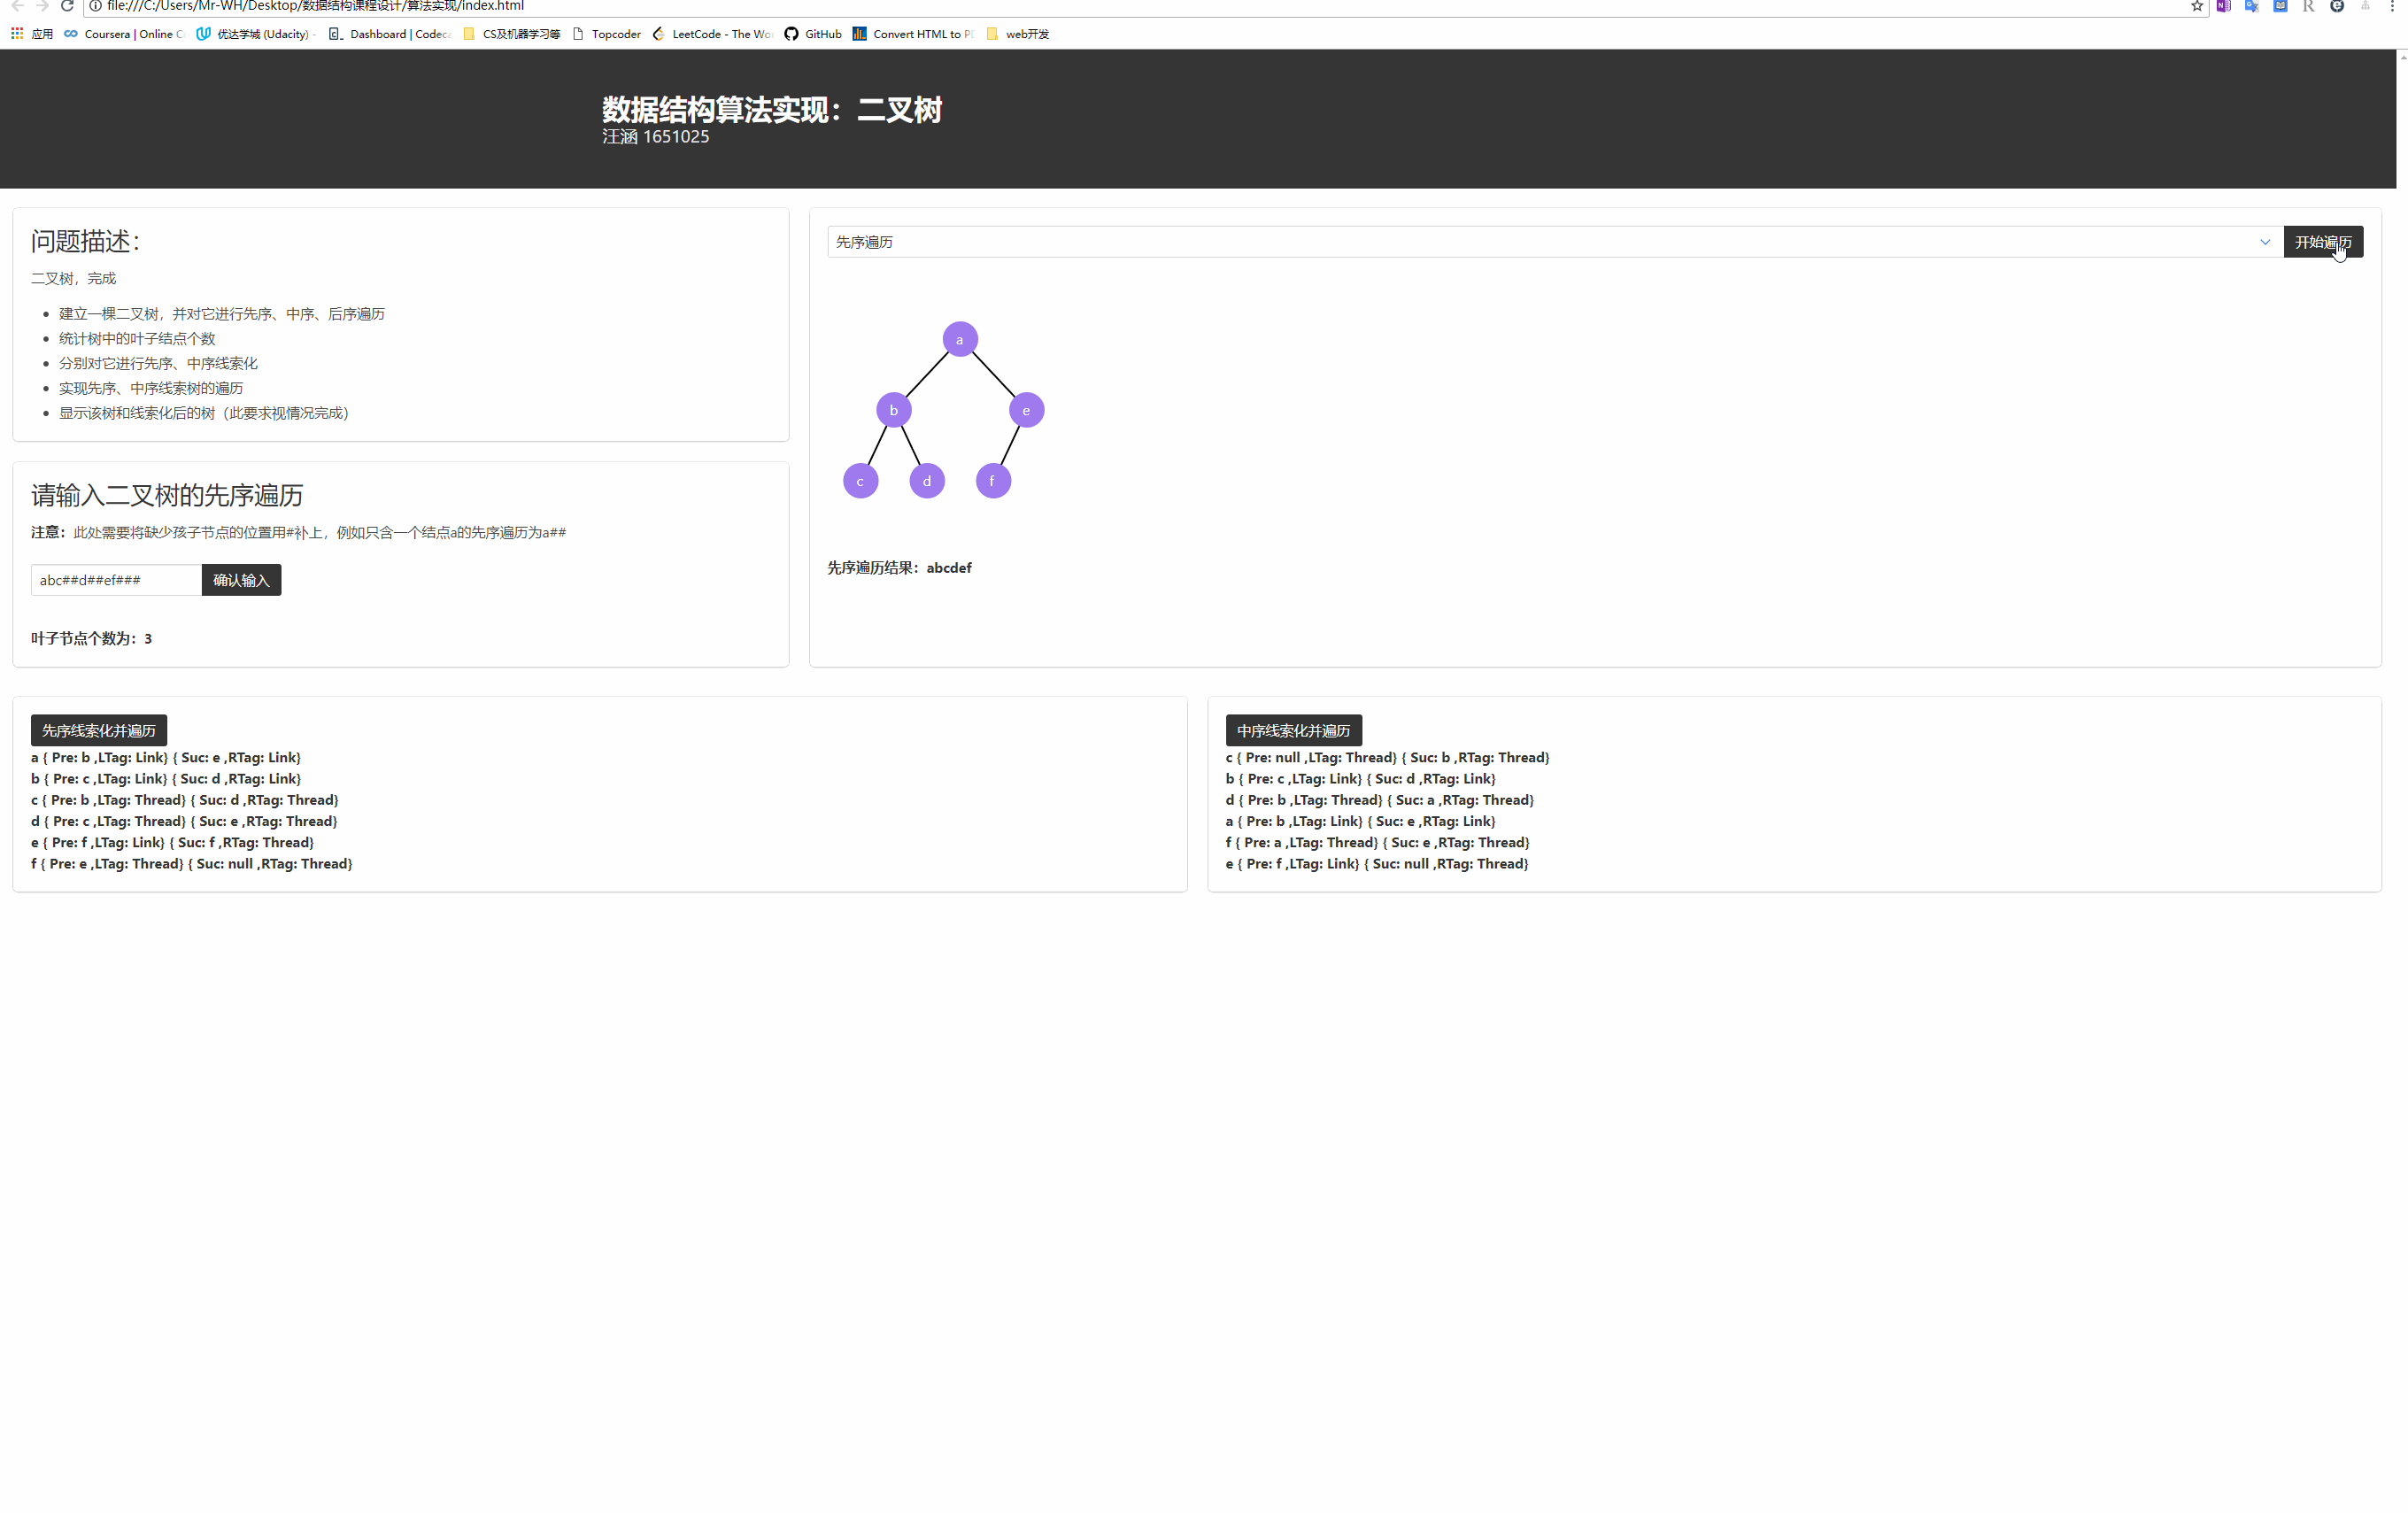 file:///C:/Users/Mr-WH/Desktop/数据结构课程设计/算法实现/index.html
应用 Coursera | Online 优达学城 (Udacity) - Dashboard | Codeca CS及机器学习等 Topcoder LeetCode - The Wo GitHub Convert HTML to web开发
数据结构算法实现：二叉树
汪涵 1651025
问题描述：
二叉树，完成
建立一棵二叉树，并对它进行先序、中序、后序遍历
统计树中的叶子结点个数
分别对它进行先序、中序线索化
实现先序、中序线索树的遍历
显示该树和线索化后的树（此要求视情况完成）
请输入二叉树的先序遍历
注意：此处需要将缺少孩子节点的位置用#补上，例如只含一个结点a的先序遍历为a##
abc##d##ef### 确认输入
叶子节点个数为：3
先序遍历 开始遍历
a
b e
c d f
先序遍历结果：abcdef
先序线索化并遍历
a { Pre: b ,LTag: Link} { Suc: e ,RTag: Link}
b { Pre: c ,LTag: Link} { Suc: d ,RTag: Link}
c { Pre: b ,LTag: Thread} { Suc: d ,RTag: Thread}
d { Pre: c ,LTag: Thread} { Suc: e ,RTag: Thread}
e { Pre: f ,LTag: Link} { Suc: f ,RTag: Thread}
f { Pre: e ,LTag: Thread} { Suc: null ,RTag: Thread}
中序线索化并遍历
c { Pre: null ,LTag: Thread} { Suc: b ,RTag: Thread}
b { Pre: c ,LTag: Link} { Suc: d ,RTag: Link}
d { Pre: b ,LTag: Thread} { Suc: a ,RTag: Thread}
a { Pre: b ,LTag: Link} { Suc: e ,RTag: Link}
f { Pre: a ,LTag: Thread} { Suc: e ,RTag: Thread}
e { Pre: f ,LTag: Link} { Suc: null ,RTag: Thread}